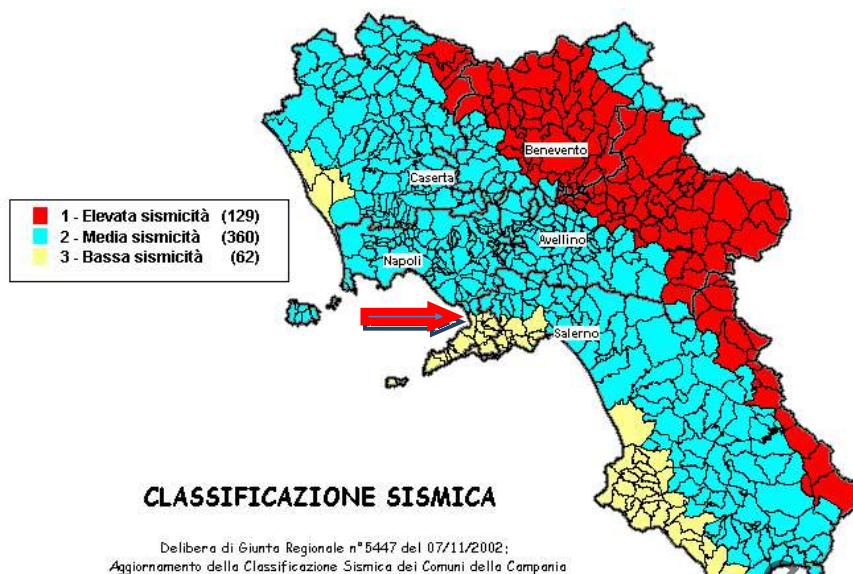 Benevento
Caserta
1 - Elevata sismicità (129)
2 - Media sismicità (360)
3 - Bassa sismicità (62)
Avellino
Napoli
Salerno
CLASSIFICAZIONE SISMICA
Delibera di Giunta Regionale n°5447 del 07/11/2002;
Aggiornamento della Classificazione Sismica dei Comuni della Campania